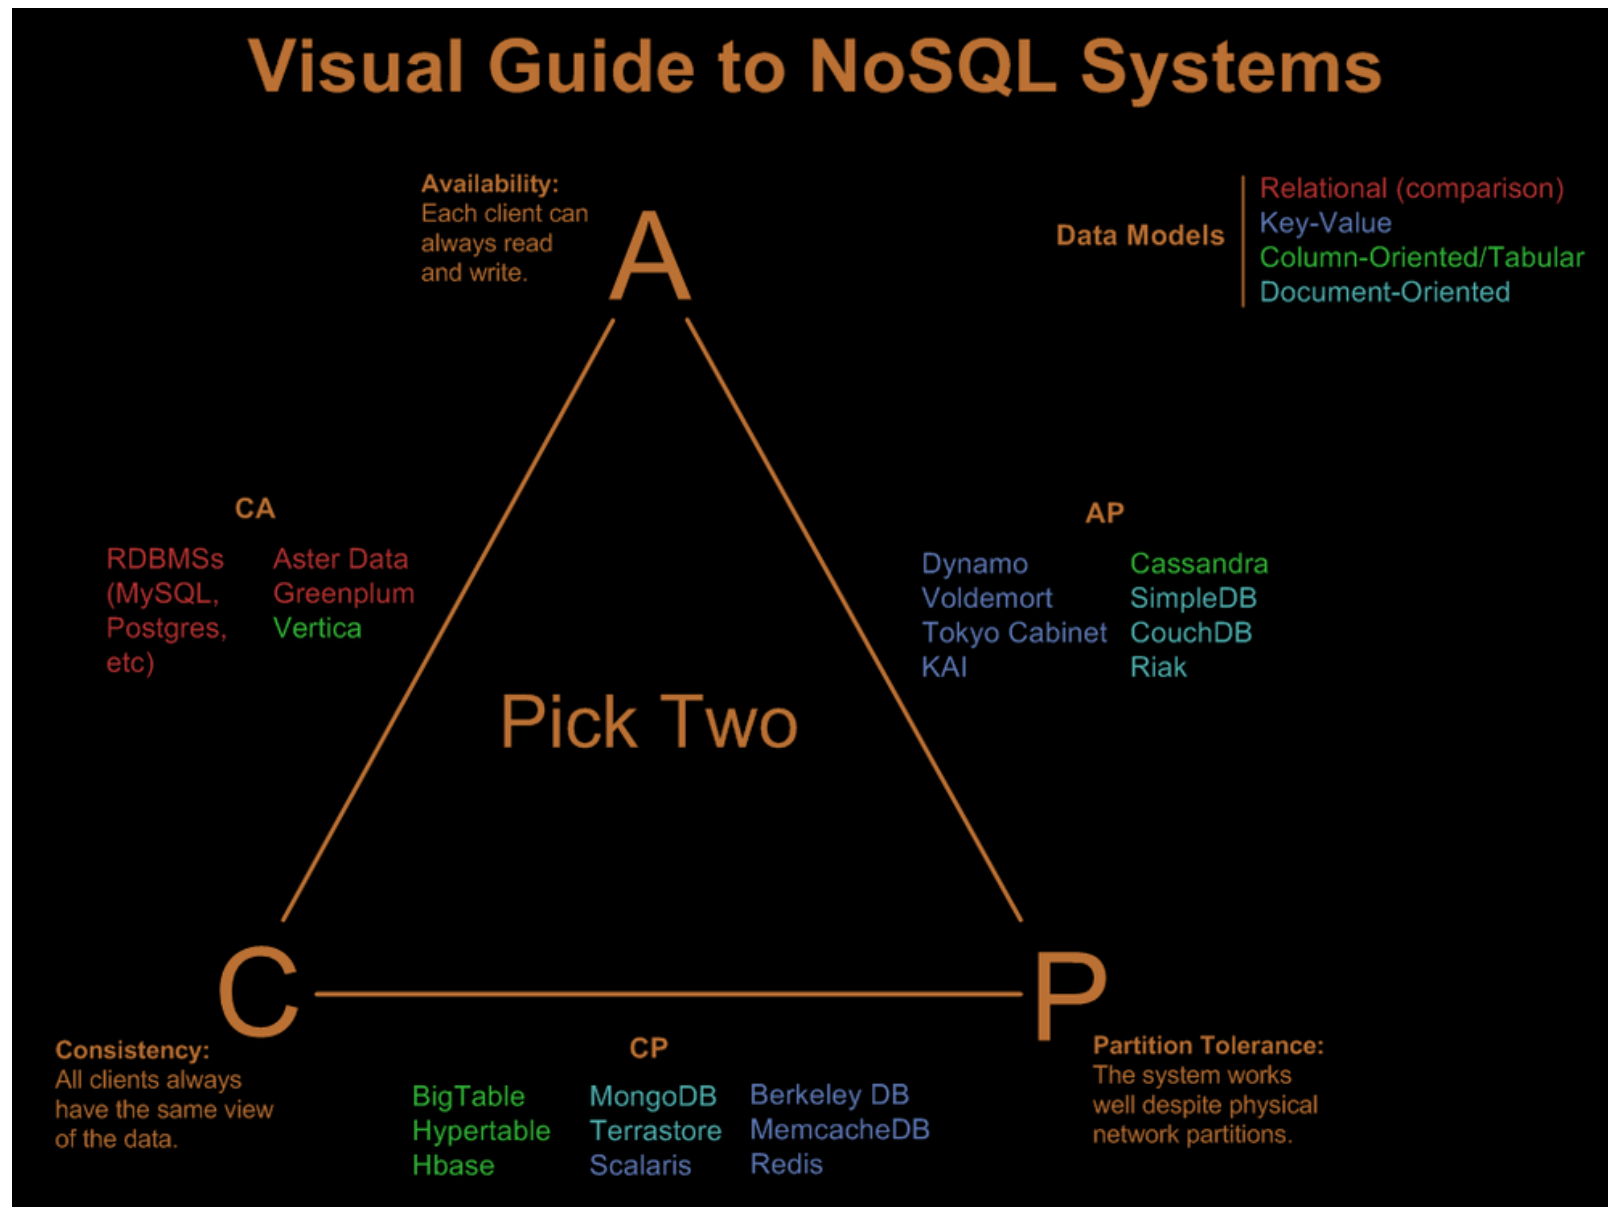 Visual Guide to NoSQL Systems
Availability:
Each client can
always read
and write.
A
Data Models
Relational (comparison)
Key-Value
Column-Oriented/Tabular
Document-Oriented
CA
RDBMSs
(MySQL,
Postgres,
etc)
Aster Data
Greenplum
Vertica
AP
Dynamo
Voldemort
Tokyo Cabinet
KAI
Cassandra
SimpleDB
CouchDB
Riak
Pick Two
C
Consistency:
All clients always
have the same view
of the data.
P
Partition Tolerance:
The system works
well despite physical
network partitions.
CP
BigTable
Hypertable
Hbase
MongoDB
Terrastore
Scalaris
Berkeley DB
MemcacheDB
Redis